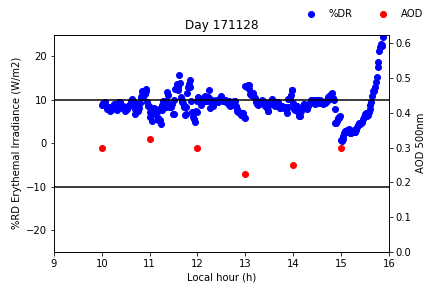 %DR AOD
Day 171128
%RD Erythemal Irradiance (W/m2)
20
10
0
−10
−20
0.6
0.5
0.4
0.3
0.2
0.1
0.0
AOD 500nm
9 10 11 12 13 14 15 16
Local hour (h)